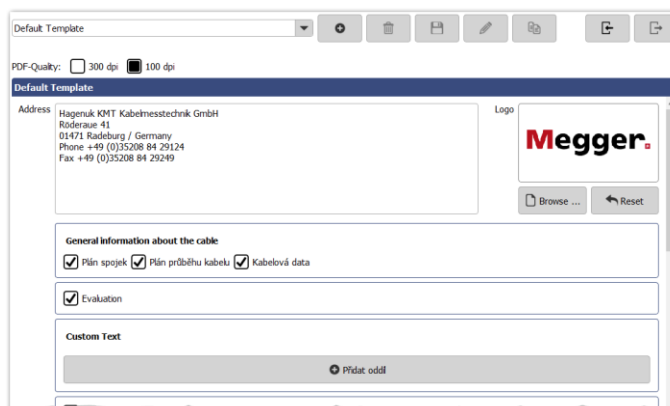 Default Template
PDF-Quality: 300 dpi 100 dpi
Default Template
Address
Hagenuk KMT Kabelmesstechnik GmbH
Röderaue 41
01471 Radeburg / Germany
Phone +49 (0)35208 84 29124
Fax +49 (0)35208 84 29249
Logo
Megger.
Browse ... Reset
General information about the cable
Plán spojek Plán průběhu kabelu Kabelová data
Evaluation
Custom Text
Přidat oddíl